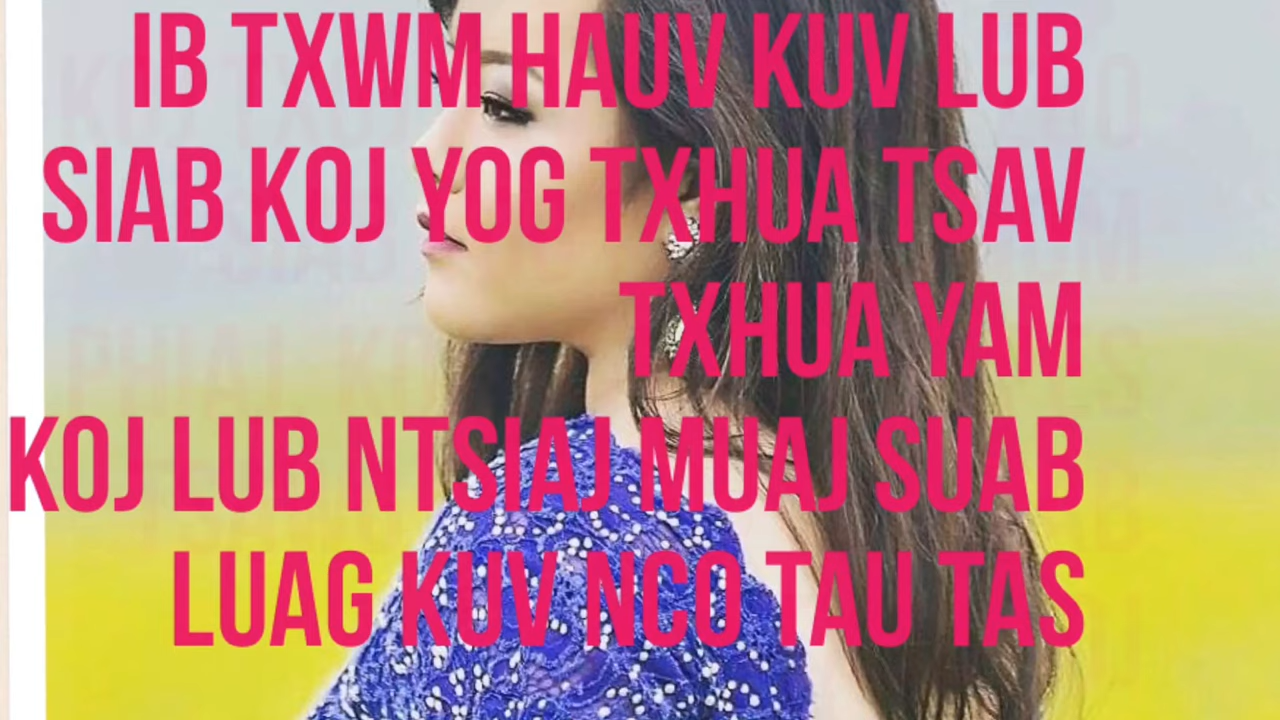 IB TXWM HAUV KUV LUB
SIAB KOJ YOG TXHUA TSAV
TXHUA YAM
KOJ LUB NTSIAJ MUAJ SUAB
LUAG KUV NCO TAU TAS